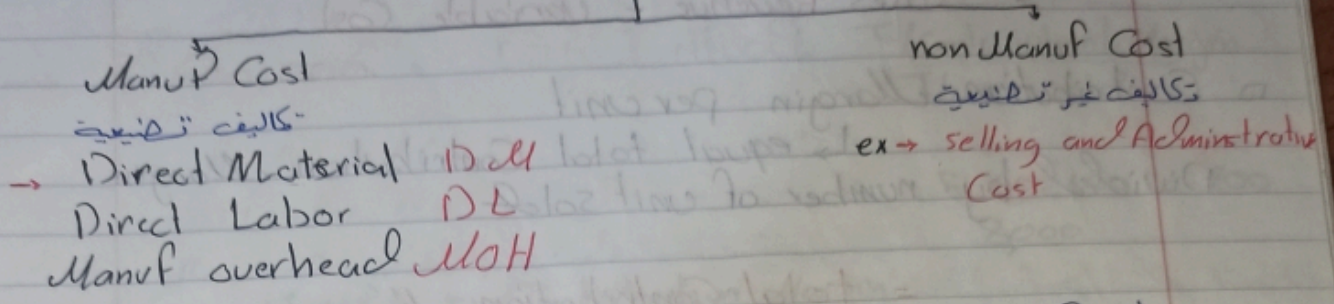 Manuf Cost
تكاليف تصنيعية
→ Direct Material DM
Direct Labor DL
Manuf overhead MOH
non Manuf Cost
تكاليف غير تصنيعية
ex → selling and Adminstrative
Cost